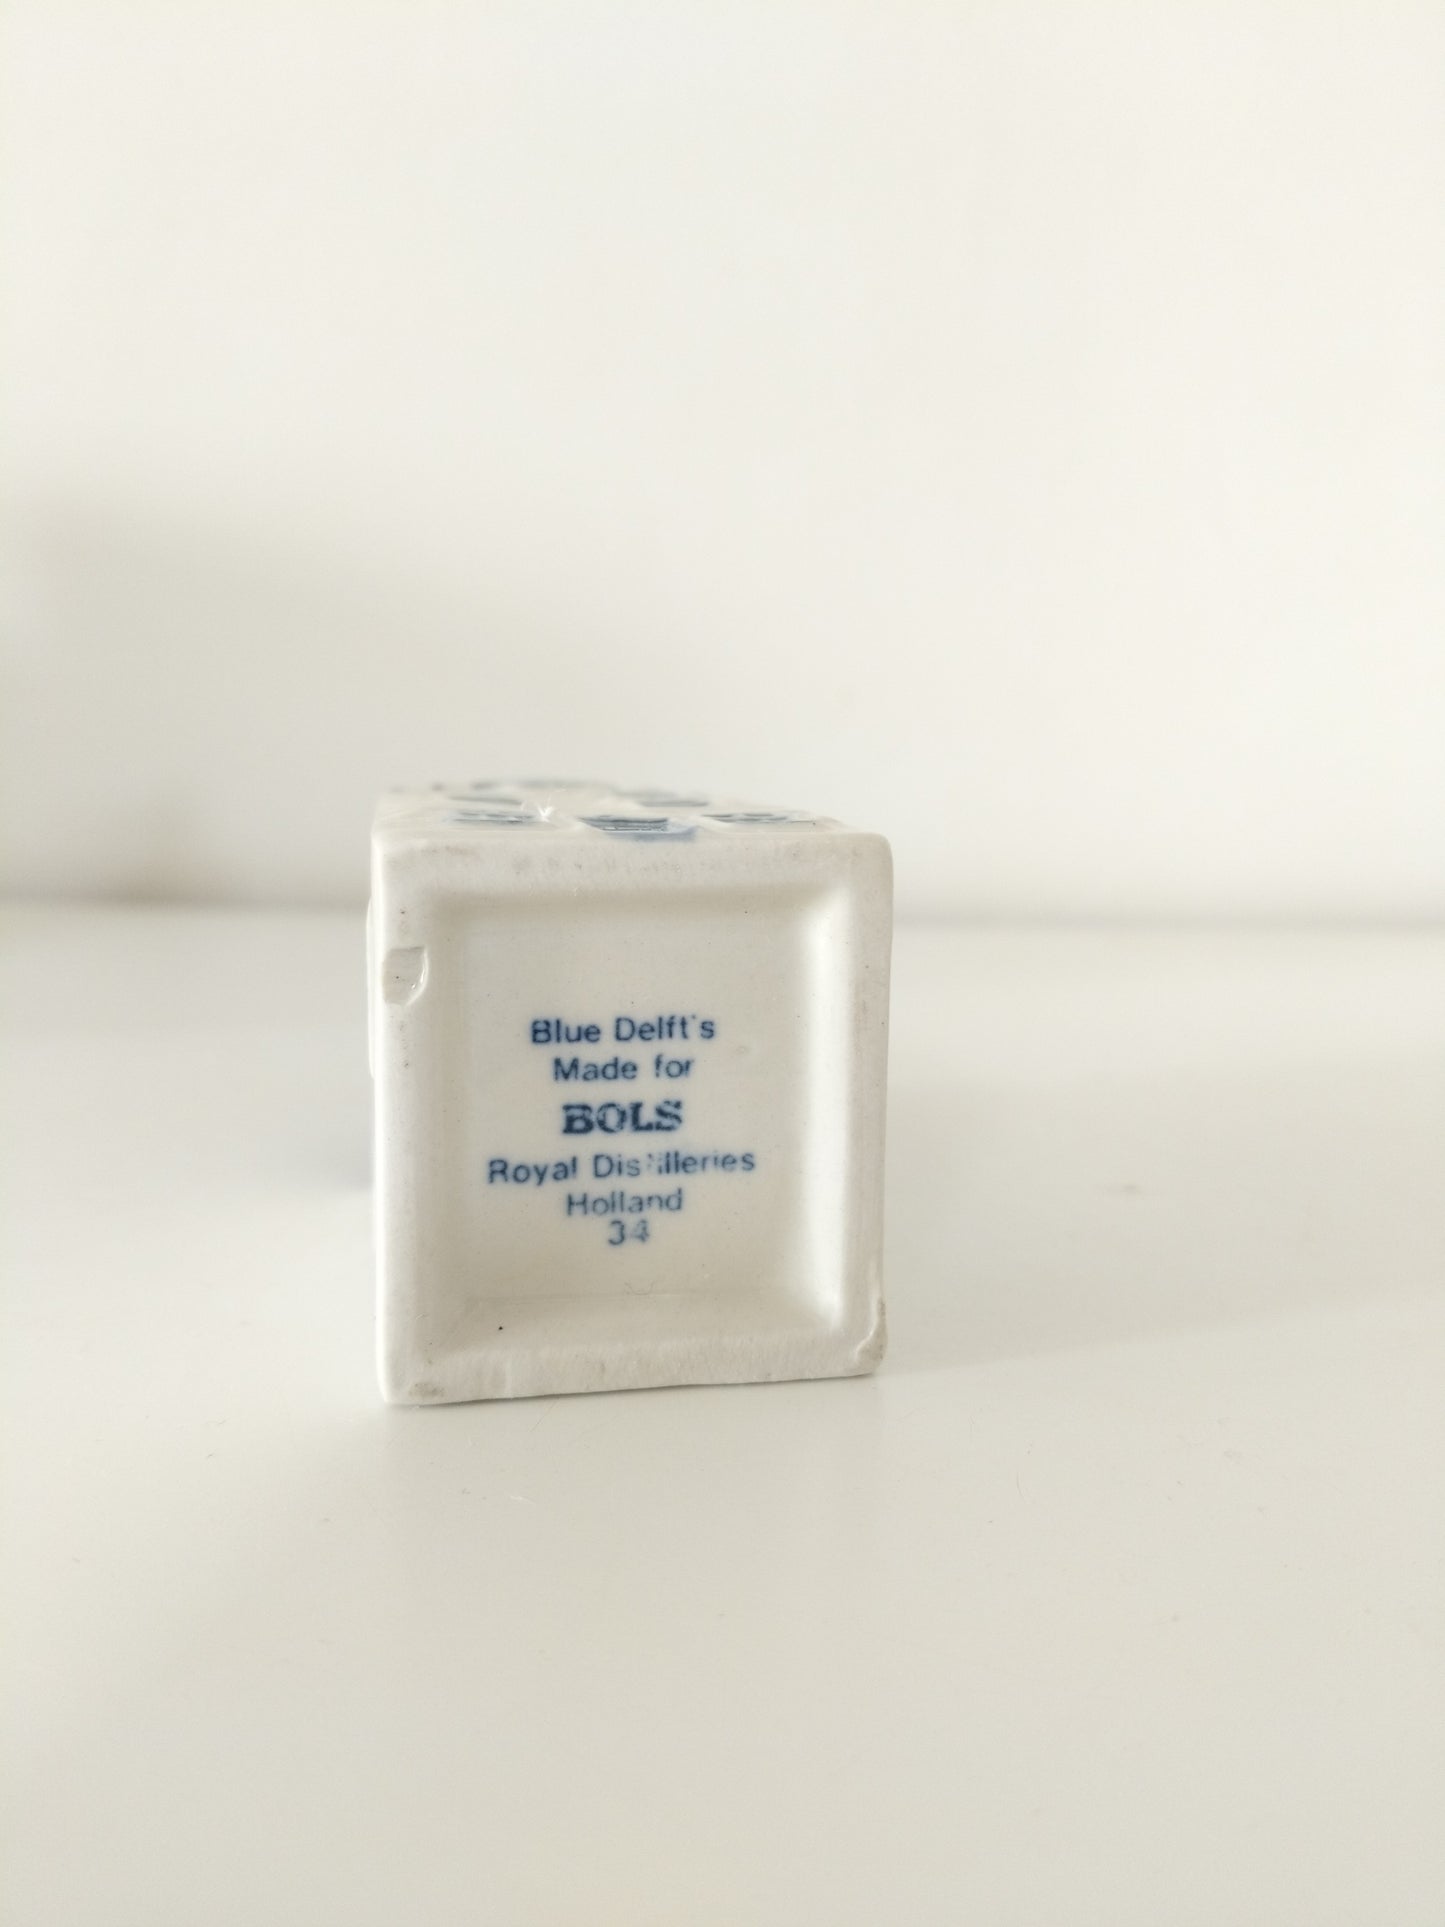 Blue Delft's
Made for
BOLS
Royal Distilleries
Holland
34